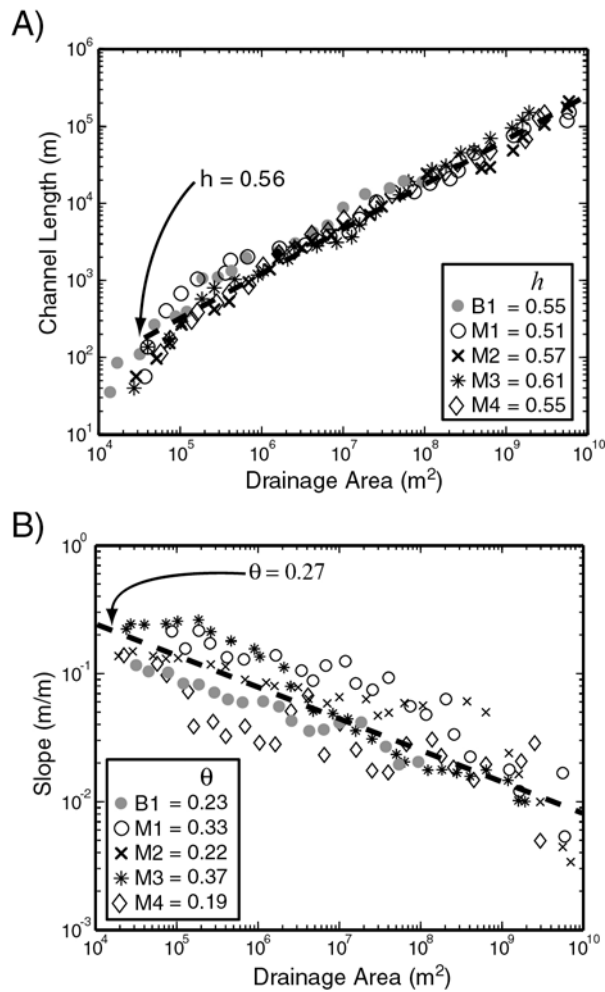 A)
10^6
10^5
10^4
10^3
10^2
10^1
Channel Length (m)
h = 0.56
h
B1 = 0.55
M1 = 0.51
M2 = 0.57
M3 = 0.61
M4 = 0.55
10^4 10^5 10^6 10^7 10^8 10^9 10^10
Drainage Area (m²)
B)
10^0
10^-1
10^-2
10^-3
Slope (m/m)
θ = 0.27
θ
B1 = 0.23
M1 = 0.33
M2 = 0.22
M3 = 0.37
M4 = 0.19
10^4 10^5 10^6 10^7 10^8 10^9 10^10
Drainage Area (m²)